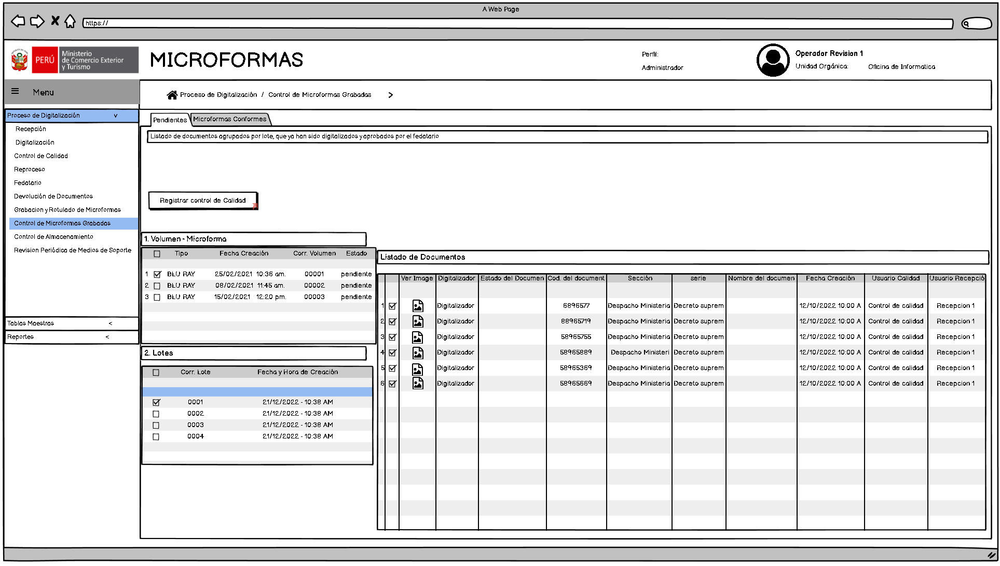 A Web Page
https://
PERÚ
Ministerio
de Comercio Exterior
y Turismo
MICROFORMAS
Perfil:
Administrador
Operador Revision 1
Unidad Orgánica: Oficina de Informatica
Menu
Proceso de Digitalización / Control de Microformas Grabadas >
Proceso de Digitalización v
Recepción
Digitalización
Control de Calidad
Reproceso
Fedatario
Devolución de Documentos
Grabacion y Rotulado de Microformas
Control de Microformas Grabadas
Control de Almacenamiento
Revision Periódica de Medios de Soporte
Tablas Maestras <
Reportes <
Pendientes Microformas Conformes
Listado de documentos agrupados por lote, que ya han sido digitalizados y aprobados por el fedatario
Registrar control de Calidad
1. Volumen - Microforma
Tipo Fecha Creación Corr. Volumen Estado
1 BLU RAY 25/02/2021 10:36 am. 00001 pendiente
2 BLU RAY 08/02/2021 11:45 am. 00002 pendiente
3 BLU RAY 15/02/2021 12:20 pm. 00003 pendiente
2. Lotes
Corr. Lote Fecha y Hora de Creación
0001 21/12/2022 - 10:38 AM
0002 21/12/2022 - 10:38 AM
0003 21/12/2022 - 10:38 AM
0004 21/12/2022 - 10:38 AM
Listado de Documentos
Ver Image Digitalizador Estado del Documen Cod. del document Sección serie Nombre del documen Fecha Creación Usuario Calidad Usuario Recepció
1 Digitalizador 6896577 Despacho Ministeria Decreto suprem 12/10/2022 10:00 A Control de calidad Recepcion 1
2 Digitalizador 88965719 Despacho Ministeria Decreto suprem 12/10/2022 10:00 A Control de calidad Recepcion 1
3 Digitalizador 58965755 Despacho Ministeria Decreto suprem 12/10/2022 10:00 A Control de calidad Recepcion 1
4 Digitalizador 58965889 Despacho Ministeri Decreto suprem 12/10/2022 10:00 A Control de calidad Recepcion 1
5 Digitalizador 58965369 Despacho Ministeria Decreto suprem 12/10/2022 10:00 A Control de calidad Recepcion 1
6 Digitalizador 58965669 Despacho Ministeria Decreto suprem 12/10/2022 10:00 A Control de calidad Recepcion 1